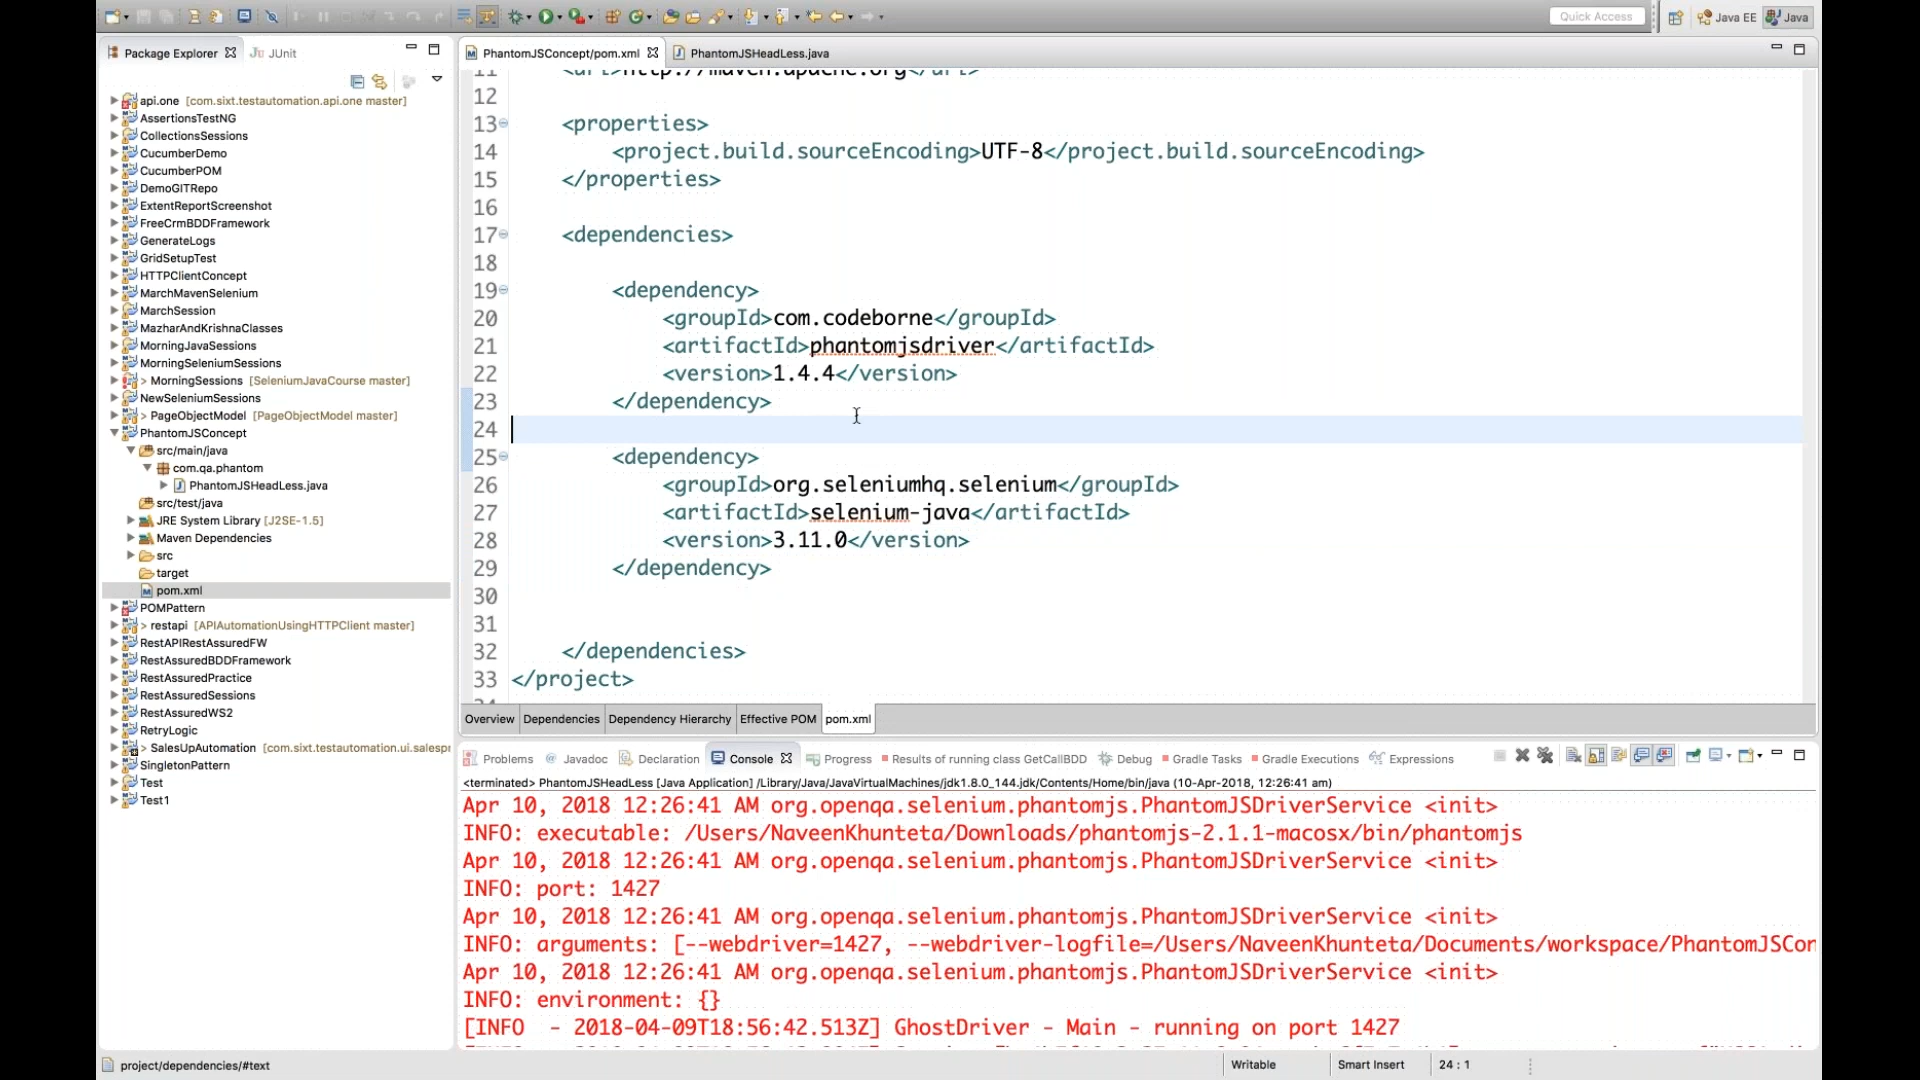 Quick Access
Java EE
Java
Package Explorer
JUnit
PhantomJSConcept/pom.xml
PhantomJSHeadLess.java
api.one [com.sixt.testautomation.api.one master]
AssertionsTestNG
CollectionsSessions
CucumberDemo
CucumberPOM
DemoGITRepo
ExtentReportScreenshot
FreeCrmBDDFramework
GenerateLogs
GridSetupTest
HTTPClientConcept
MarchMavenSelenium
MarchSession
MazharAndKrishnaClasses
MorningJavaSessions
MorningSeleniumSessions
> MorningSessions [SeleniumJavaCourse master]
NewSeleniumSessions
> PageObjectModel [PageObjectModel master]
PhantomJSConcept
src/main/java
com.qa.phantom
PhantomJSHeadLess.java
src/test/java
JRE System Library [J2SE-1.5]
Maven Dependencies
src
target
pom.xml
POMPattern
> restapi [APIAutomationUsingHTTPClient master]
RestAPIRestAssuredFW
RestAssuredBDDFramework
RestAssuredPractice
RestAssuredSessions
RestAssuredWS2
RetryLogic
> SalesUpAutomation [com.sixt.testautomation.ui.salespr
SingletonPattern
Test
Test1
11 <url>http://maven.apache.org</url>
12
13 <properties>
14 <project.build.sourceEncoding>UTF-8</project.build.sourceEncoding>
15 </properties>
16
17 <dependencies>
18
19 <dependency>
20 <groupId>com.codeborne</groupId>
21 <artifactId>phantomjsdriver</artifactId>
22 <version>1.4.4</version>
23 </dependency>
24
25 <dependency>
26 <groupId>org.seleniumhq.selenium</groupId>
27 <artifactId>selenium-java</artifactId>
28 <version>3.11.0</version>
29 </dependency>
30
31
32 </dependencies>
33 </project>
Overview Dependencies Dependency Hierarchy Effective POM pom.xml
Problems Javadoc Declaration Console Progress Results of running class GetCallBDD Debug Gradle Tasks Gradle Executions Expressions
<terminated> PhantomJSHeadLess [Java Application] /Library/Java/JavaVirtualMachines/jdk1.8.0_144.jdk/Contents/Home/bin/java (10-Apr-2018, 12:26:41 am)
Apr 10, 2018 12:26:41 AM org.openqa.selenium.phantomjs.PhantomJSDriverService <init>
INFO: executable: /Users/NaveenKhunteta/Downloads/phantomjs-2.1.1-macosx/bin/phantomjs
Apr 10, 2018 12:26:41 AM org.openqa.selenium.phantomjs.PhantomJSDriverService <init>
INFO: port: 1427
Apr 10, 2018 12:26:41 AM org.openqa.selenium.phantomjs.PhantomJSDriverService <init>
INFO: arguments: [--webdriver=1427, --webdriver-logfile=/Users/NaveenKhunteta/Documents/workspace/PhantomJSCon
Apr 10, 2018 12:26:41 AM org.openqa.selenium.phantomjs.PhantomJSDriverService <init>
INFO: environment: {}
[INFO - 2018-04-09T18:56:42.513Z] GhostDriver - Main - running on port 1427
project/dependencies/#text
Writable
Smart Insert
24 : 1